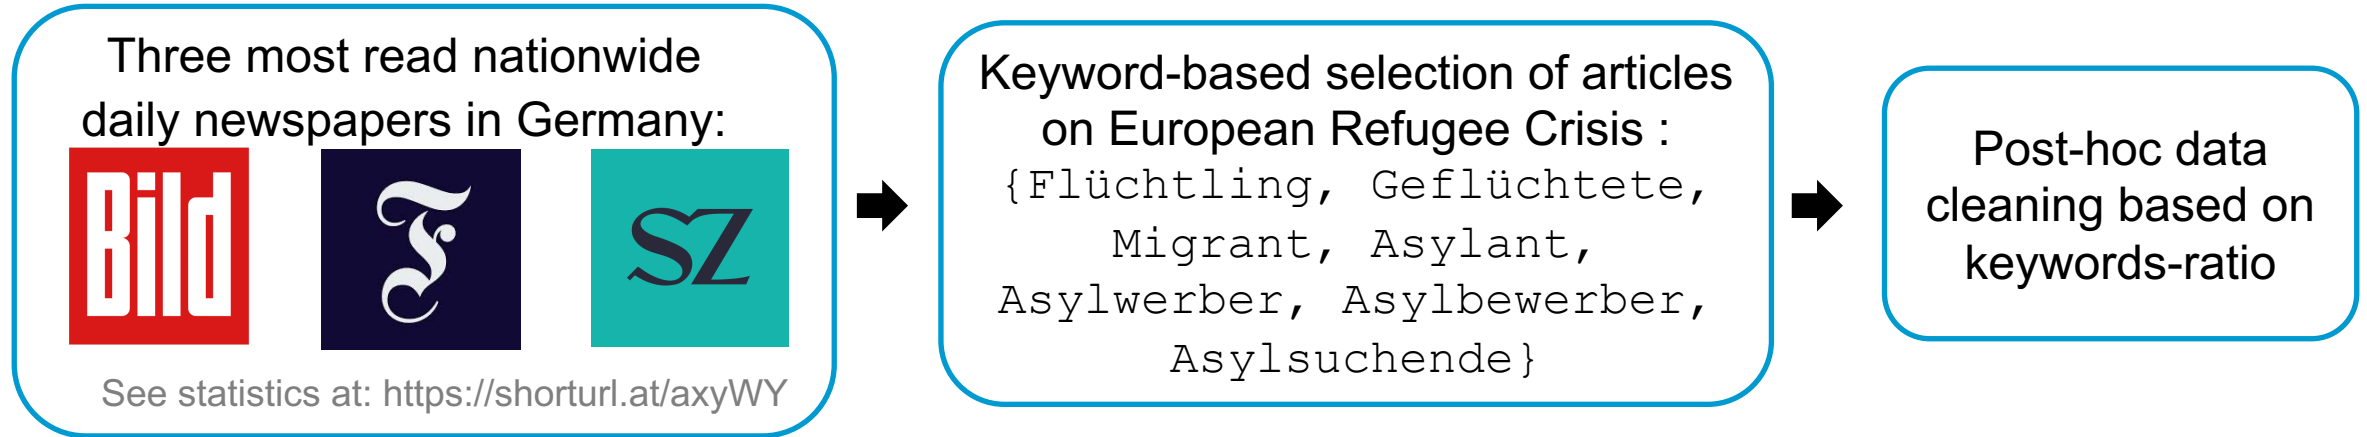 Three most read nationwide
daily newspapers in Germany:
Bild
F
SZ
See statistics at: https://shorturl.at/axyWY
Keyword-based selection of articles
on European Refugee Crisis :
{Flüchtling, Geflüchtete,
Migrant, Asylant,
Asylwerber, Asylbewerber,
Asylsuchende}
Post-hoc data
cleaning based on
keywords-ratio